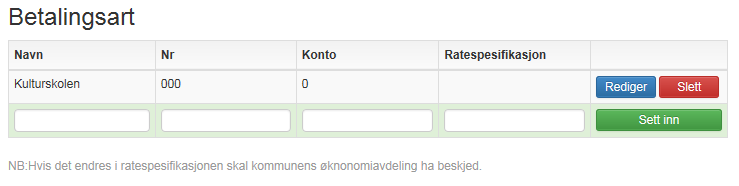 Betalingsart
Navn Nr Konto Ratespesifikasjon
Kulturskolen 000 0 Rediger Slett
Sett inn
NB:Hvis det endres i ratespesifikasjonen skal kommunens øknonomiavdeling ha beskjed.